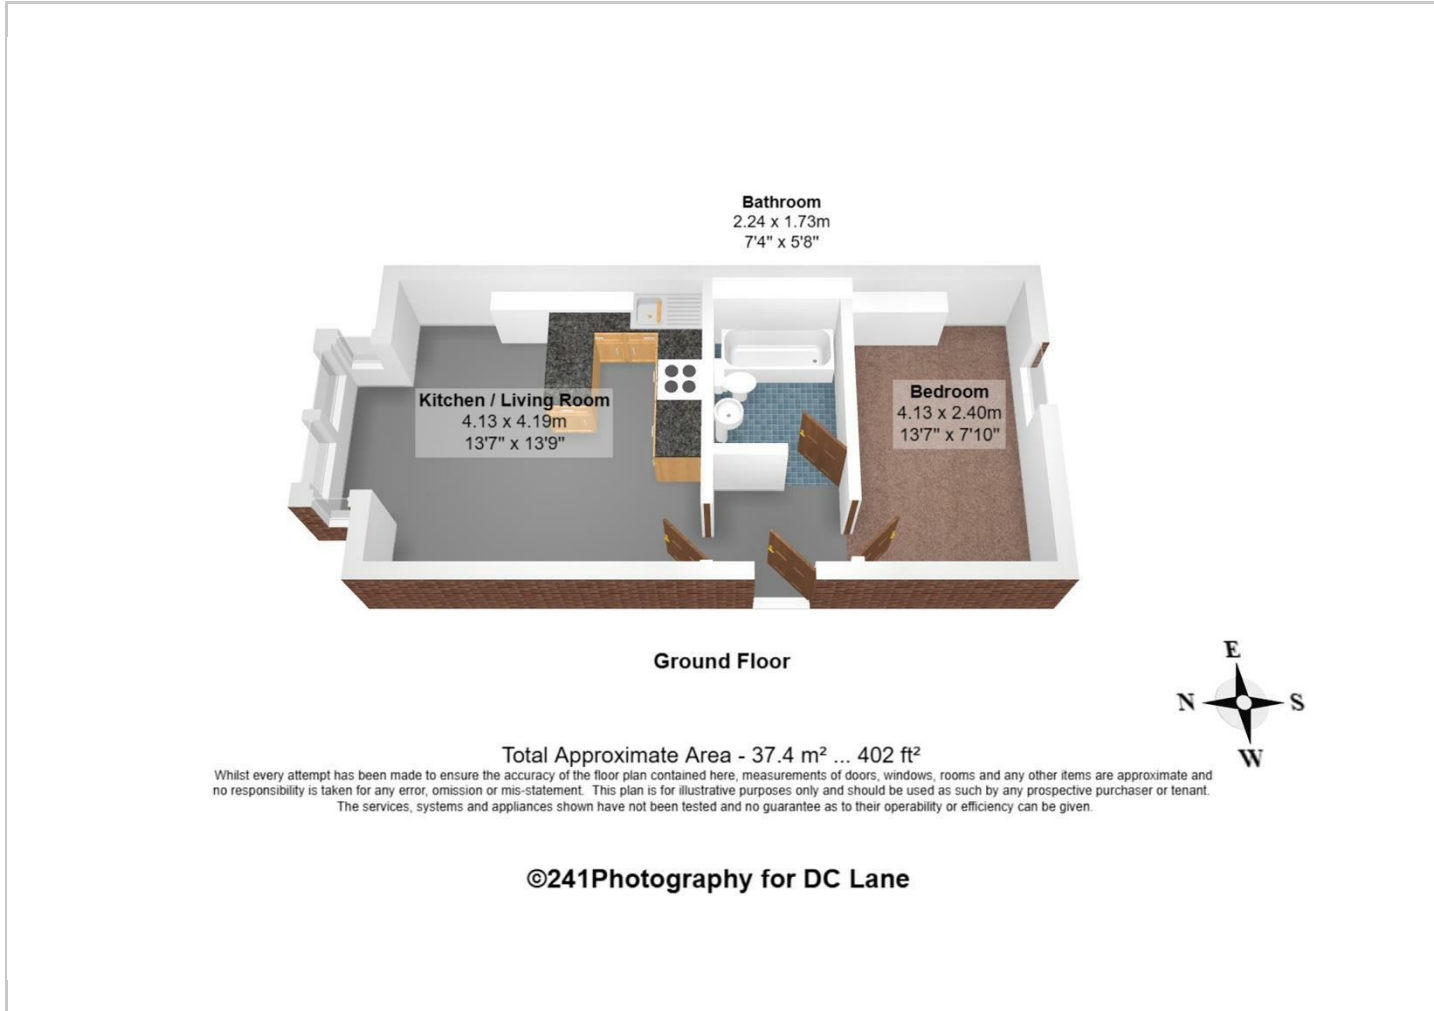 Bathroom
2.24 x 1.73m
7'4" x 5'8"
Kitchen / Living Room
4.13 x 4.19m
13'7" x 13'9"
Bedroom
4.13 x 2.40m
13'7" x 7'10"
Ground Floor
E
N S
W
Total Approximate Area - 37.4 m² ... 402 ft²
Whilst every attempt has been made to ensure the accuracy of the floor plan contained here, measurements of doors, windows, rooms and any other items are approximate and
no responsibility is taken for any error, omission or mis-statement. This plan is for illustrative purposes only and should be used as such by any prospective purchaser or tenant.
The services, systems and appliances shown have not been tested and no guarantee as to their operability or efficiency can be given.
©241Photography for DC Lane